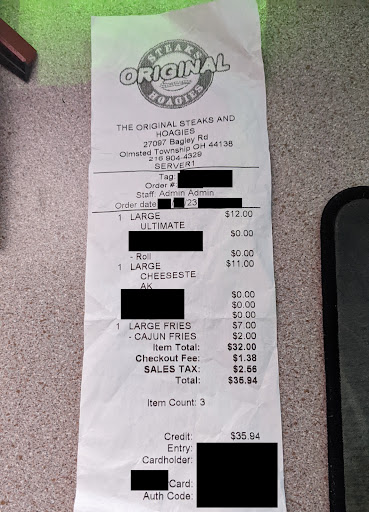 STEAKS
ORIGINAL
HOAGIES
THE ORIGINAL STEAKS AND
HOAGIES
27097 Bagley Rd
Olmsted Township OH 44138
216 904-4329
SERVER1
Tag:
Order #:
Staff: Admin Admin
Order date: /23
1 LARGE $12.00
ULTIMATE
$0.00
- Roll $0.00
1 LARGE $11.00
CHEESESTE
AK
$0.00
$0.00
$0.00
1 LARGE FRIES $7.00
- CAJUN FRIES $2.00
Item Total: $32.00
Checkout Fee: $1.38
SALES TAX: $2.56
Total: $35.94
Item Count: 3
Credit: $35.94
Entry:
Cardholder:
Card:
Auth Code: